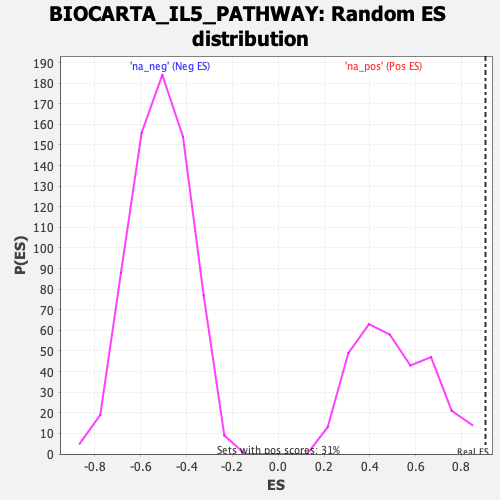 BIOCARTA_IL5_PATHWAY: Random ES
distribution
'na_neg' (Neg ES)
'na_pos' (Pos ES)
190
180
170
160
150
140
130
120
110
100
90
80
70
60
50
40
30
20
10
0
P(ES)
Sets with pos scores: 31%
Real ES
-0.8 -0.6 -0.4 -0.2 0.0 0.2 0.4 0.6 0.8
ES